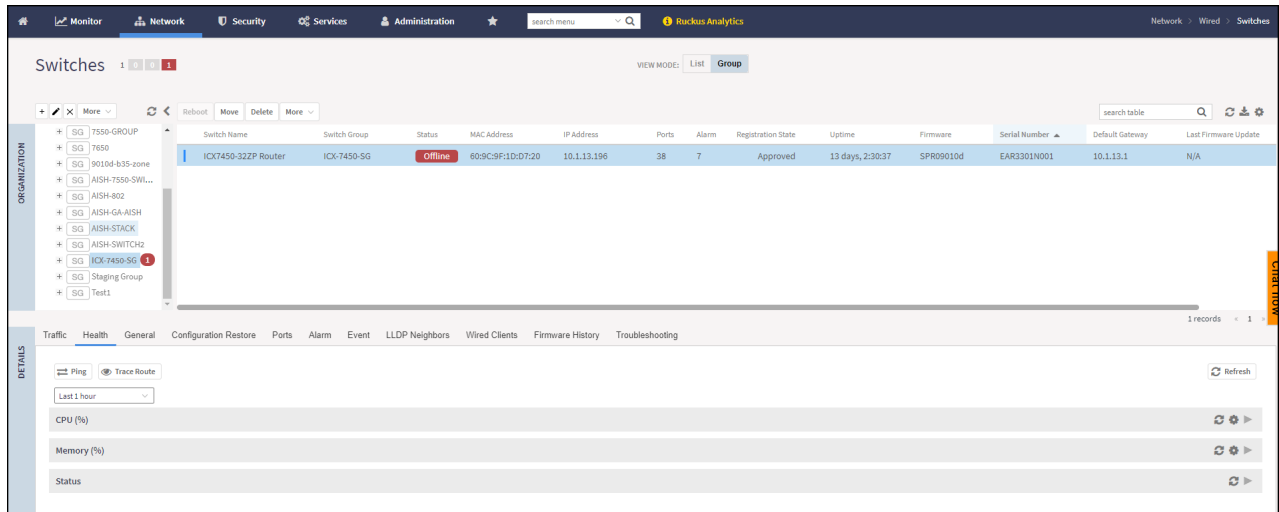 Monitor Network Security Services Administration search menu Ruckus Analytics Network > Wired > Switches
Switches 1 0 0 1 VIEW MODE: List Group
+ More Reboot Move Delete More search table
ORGANIZATION
+ SG 7550-GROUP
+ SG 7650
+ SG 9010d-b35-zone
+ SG AISH-7550-SWI...
+ SG AISH-802
+ SG AISH-GA-AISH
+ SG AISH-STACK
+ SG AISH-SWITCH2
+ SG ICX-7450-SG 1
+ SG Staging Group
+ SG Test1
Switch Name Switch Group Status MAC Address IP Address Ports Alarm Registration State Uptime Firmware Serial Number Default Gateway Last Firmware Update
ICX7450-32ZP Router ICX-7450-SG Offline 60:9C:9F:1D:D7:20 10.1.13.196 38 7 Approved 13 days, 2:30:37 SPR09010d EAR3301N001 10.1.13.1 N/A
Chat now
1 records « 1 »
DETAILS
Traffic Health General Configuration Restore Ports Alarm Event LLDP Neighbors Wired Clients Firmware History Troubleshooting
Ping Trace Route Refresh
Last 1 hour
CPU (%)
Memory (%)
Status